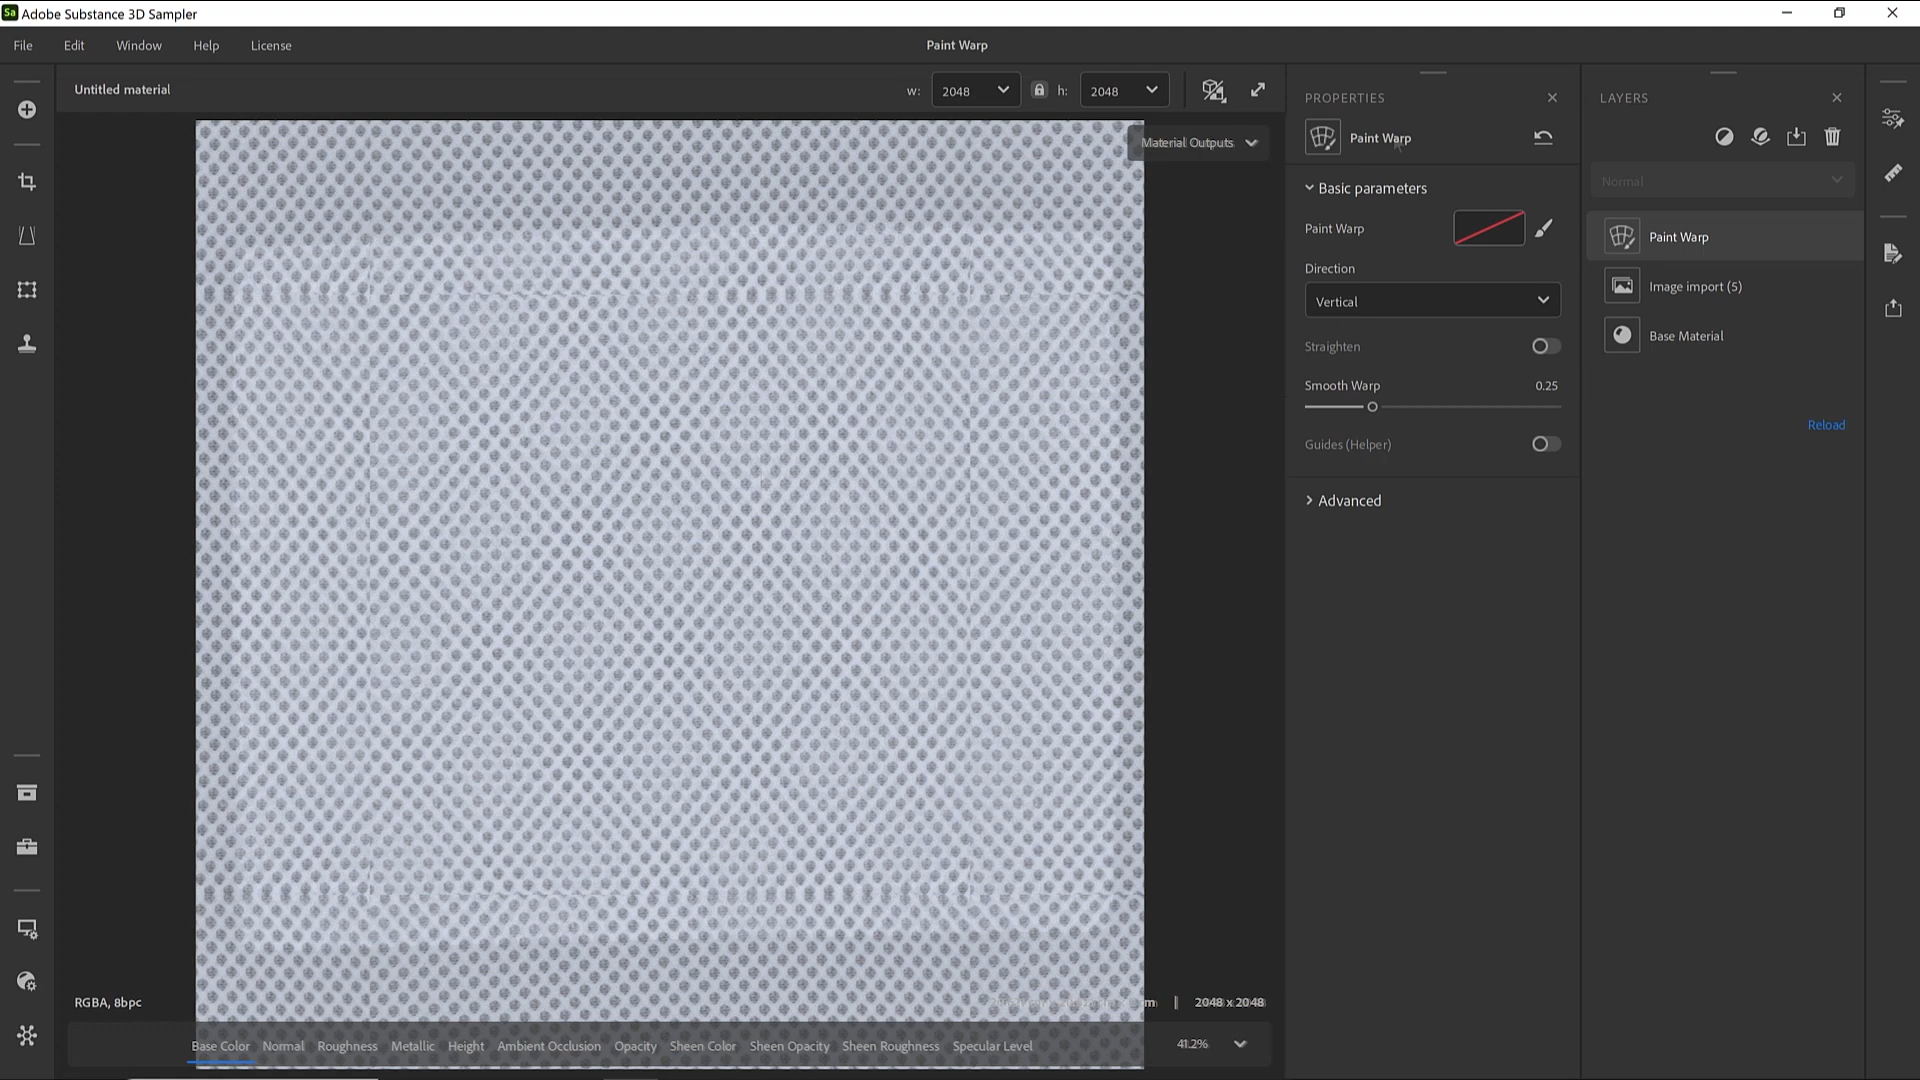 Sa Adobe Substance 3D Sampler
File Edit Window Help License
Paint Warp
Untitled material
w: 2048 h: 2048
Material Outputs
PROPERTIES
Paint Warp
Basic parameters
Paint Warp
Direction
Vertical
Straighten
Smooth Warp 0.25
Guides (Helper)
Advanced
LAYERS
Normal
Paint Warp
Image import (5)
Base Material
Reload
RGBA, 8bpc
m | 2048 x 2048
Base Color Normal Roughness Metallic Height Ambient Occlusion Opacity Sheen Color Sheen Opacity Sheen Roughness Specular Level
41.2%